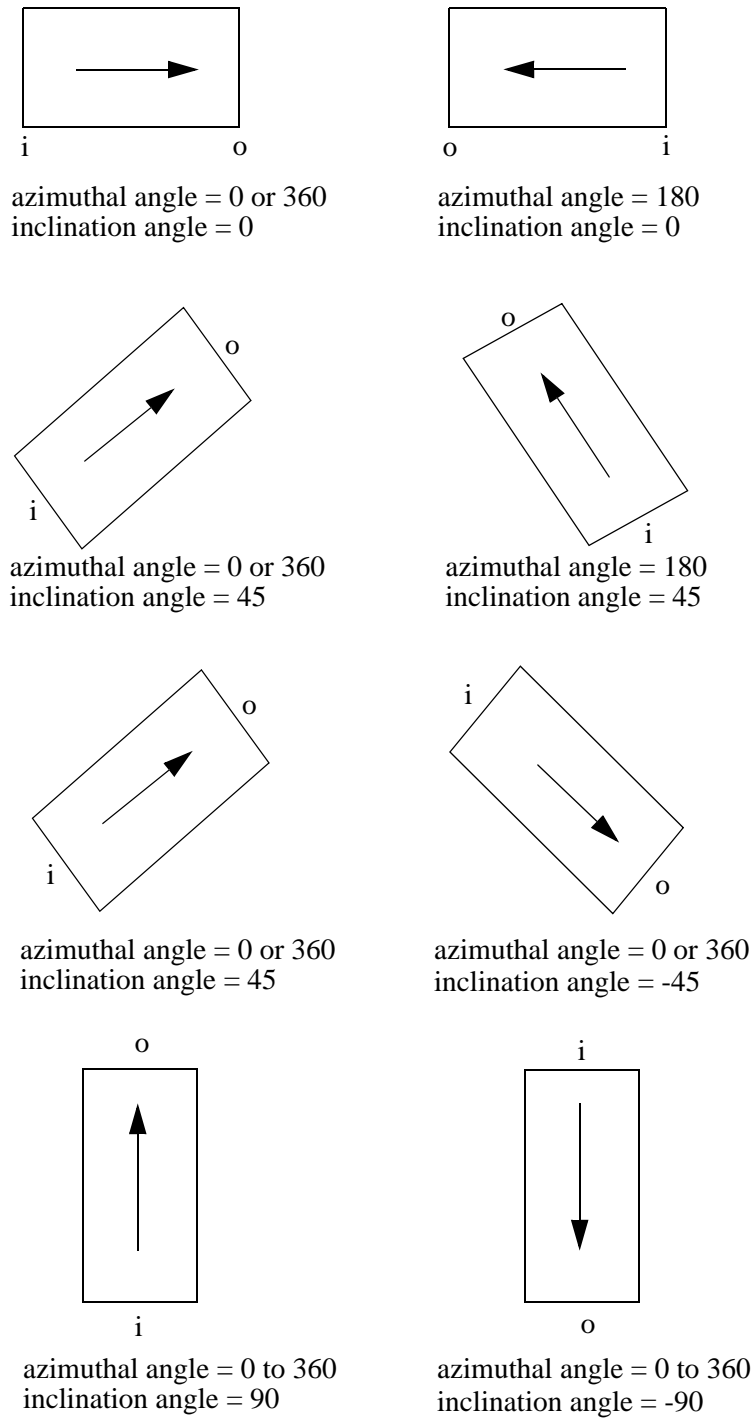 i
o
azimuthal angle = 0 or 360
inclination angle = 0
o
i
azimuthal angle = 180
inclination angle = 0
o
i
azimuthal angle = 0 or 360
inclination angle = 45
o
i
azimuthal angle = 180
inclination angle = 45
o
i
azimuthal angle = 0 or 360
inclination angle = 45
i
o
azimuthal angle = 0 or 360
inclination angle = -45
o
i
azimuthal angle = 0 to 360
inclination angle = 90
i
o
azimuthal angle = 0 to 360
inclination angle = -90